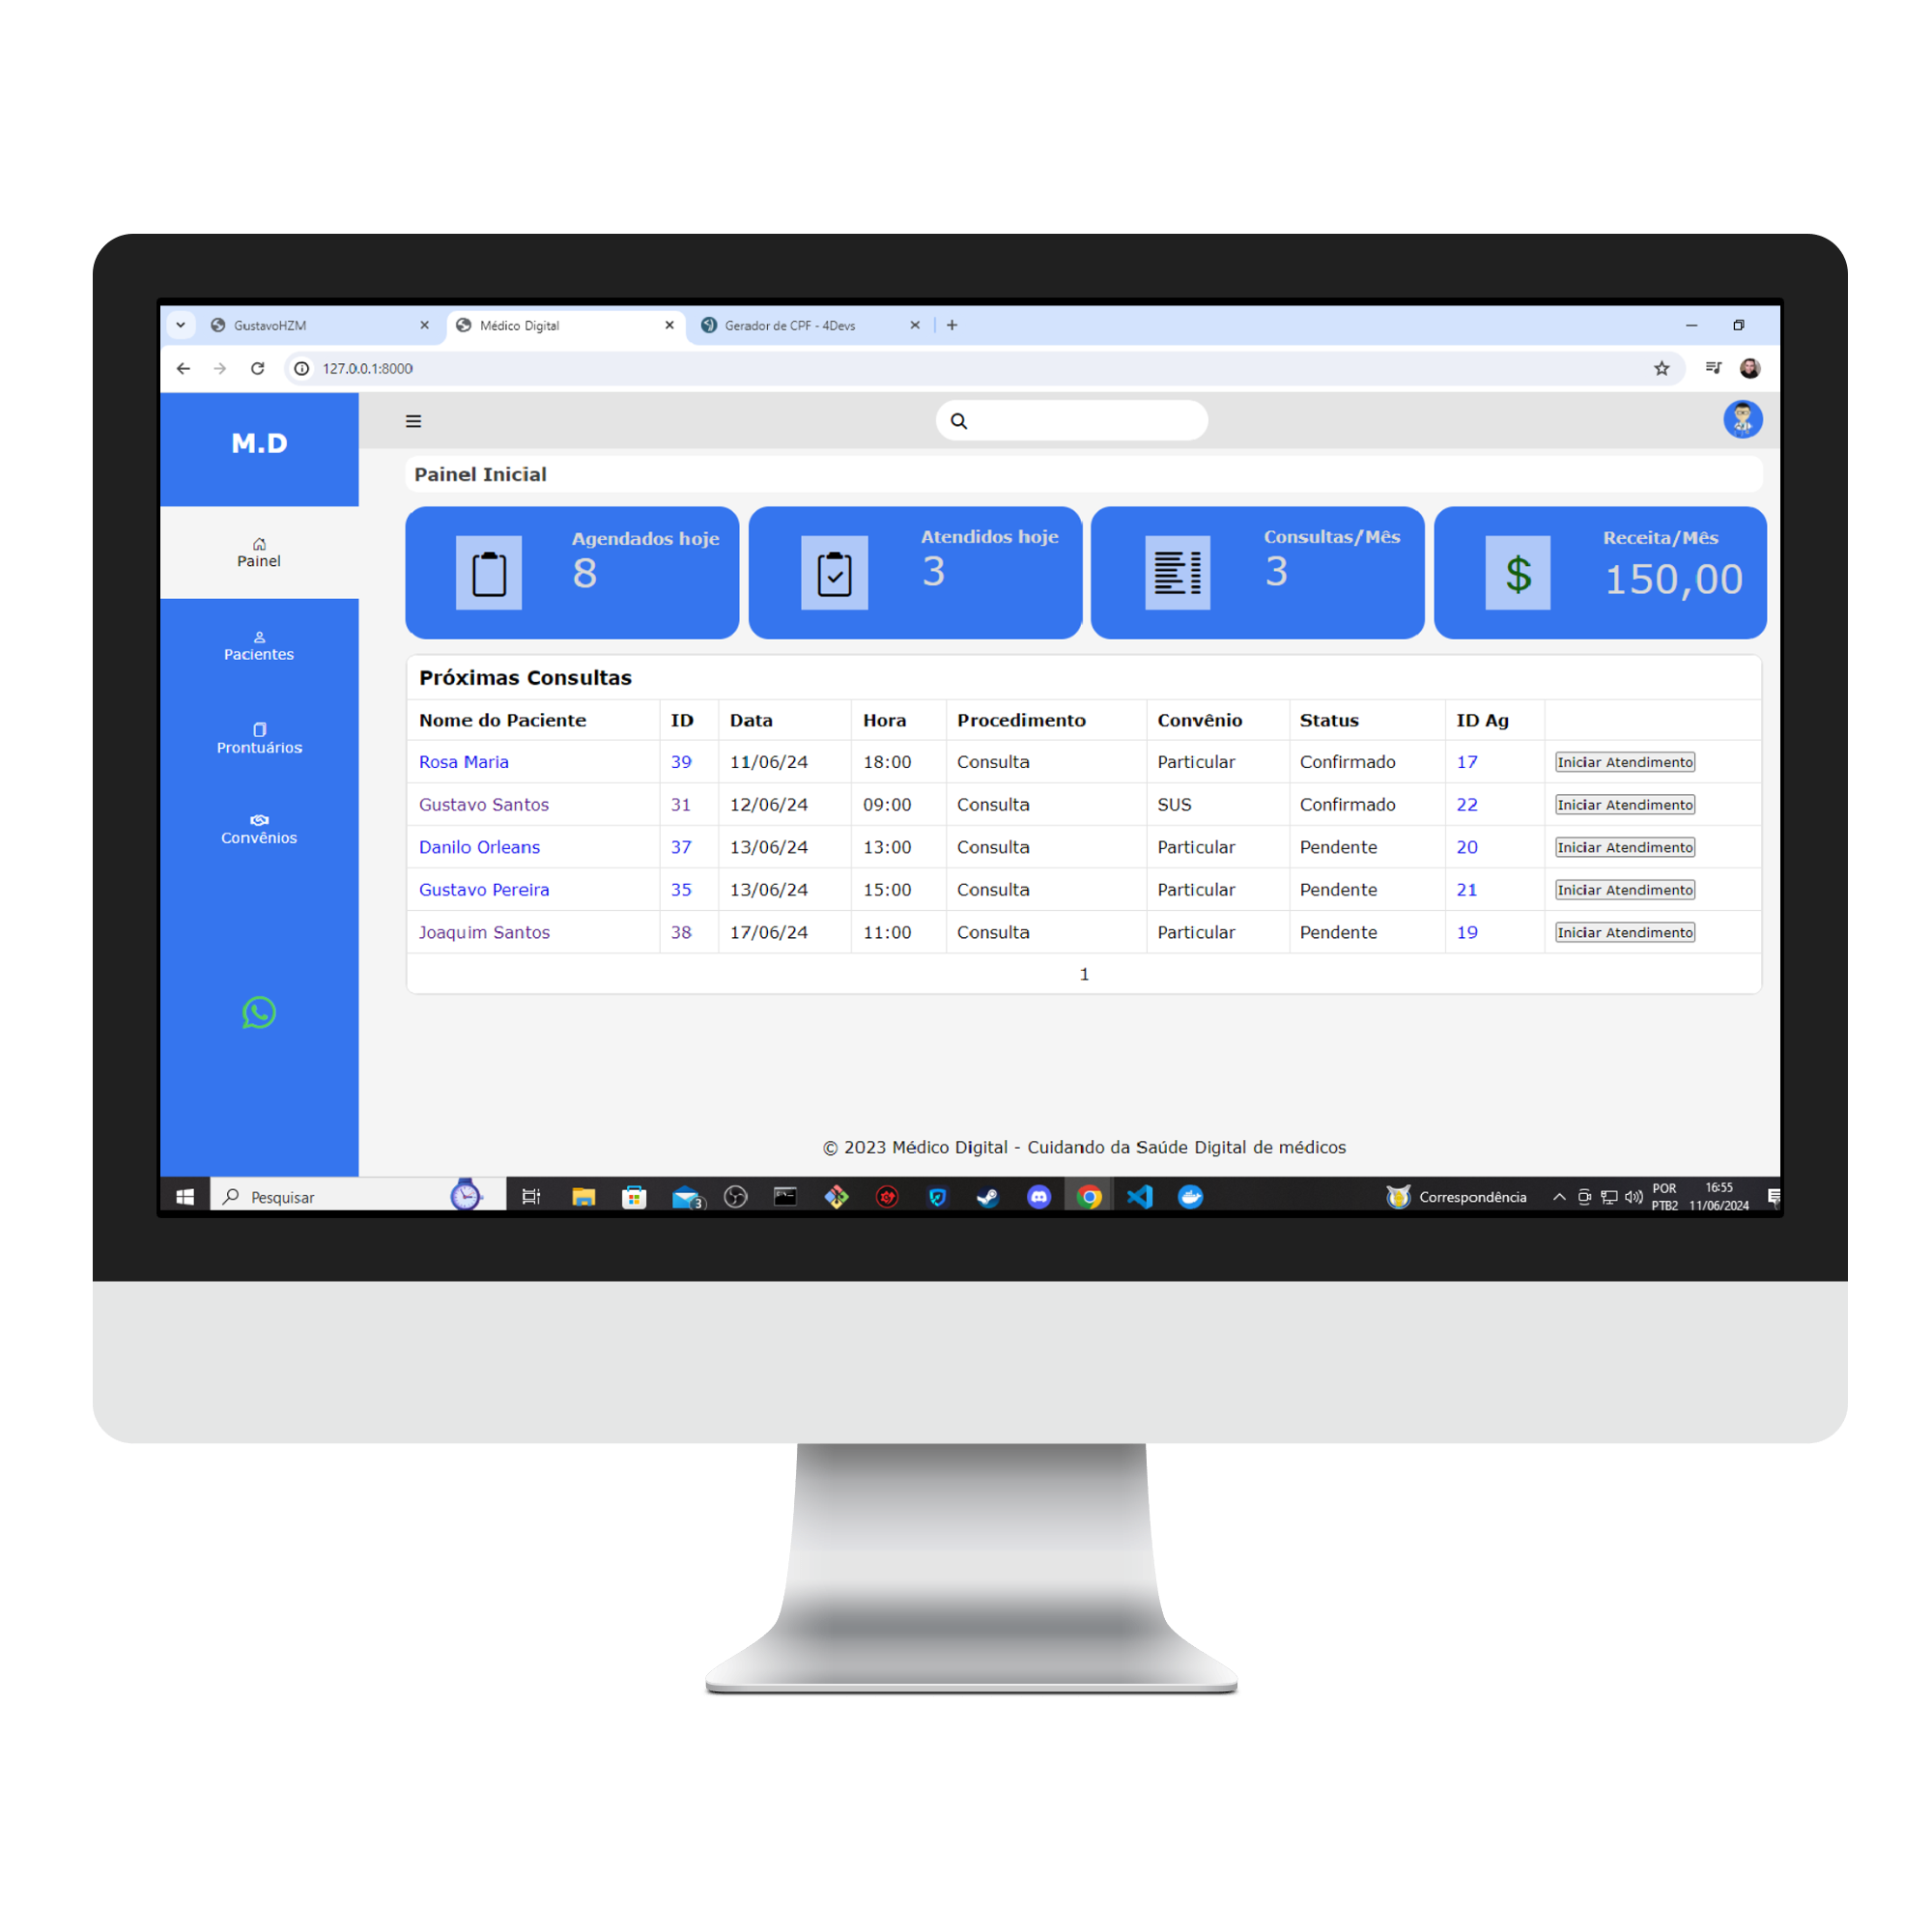 GustavoHZM
Médico Digital
Gerador de CPF - 4Devs
127.0.0.1:8000
M.D
Painel
Pacientes
Prontuários
Convênios
Painel Inicial
Agendados hoje
8
Atendidos hoje
3
Consultas/Mês
3
$
Receita/Mês
150,00
Próximas Consultas
Nome do Paciente ID Data Hora Procedimento Convênio Status ID Ag
Rosa Maria 39 11/06/24 18:00 Consulta Particular Confirmado 17 Iniciar Atendimento
Gustavo Santos 31 12/06/24 09:00 Consulta SUS Confirmado 22 Iniciar Atendimento
Danilo Orleans 37 13/06/24 13:00 Consulta Particular Pendente 20 Iniciar Atendimento
Gustavo Pereira 35 13/06/24 15:00 Consulta Particular Pendente 21 Iniciar Atendimento
Joaquim Santos 38 17/06/24 11:00 Consulta Particular Pendente 19 Iniciar Atendimento
1
© 2023 Médico Digital - Cuidando da Saúde Digital de médicos
Pesquisar
3
Correspondência
POR
PTB2
16:55
11/06/2024